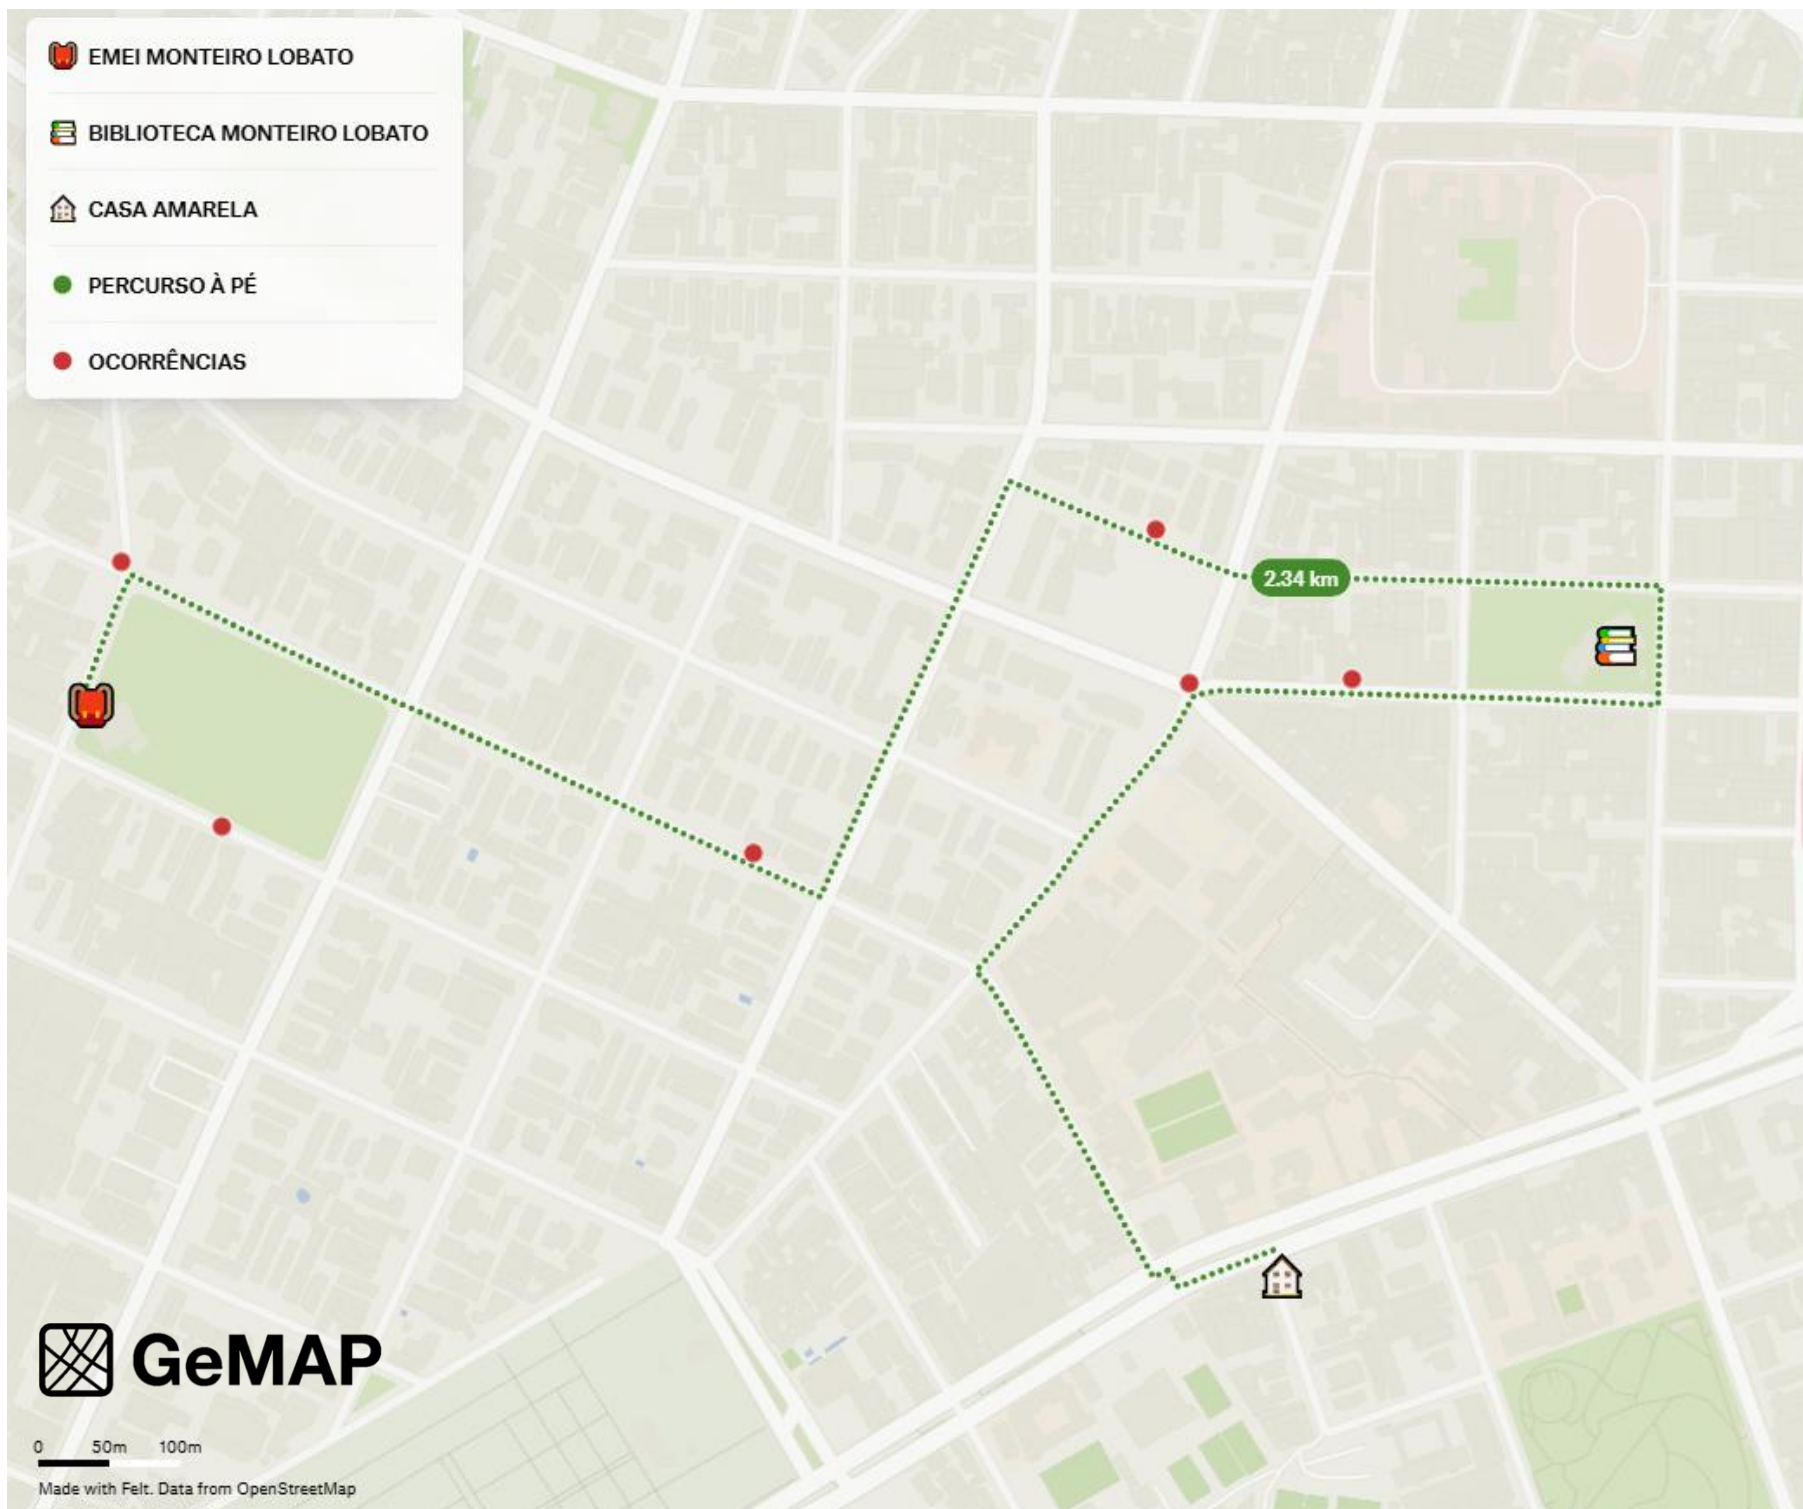 EMEI MONTEIRO LOBATO
BIBLIOTECA MONTEIRO LOBATO
CASA AMARELA
PERCURSO À PÉ
OCORRÊNCIAS
2.34 km
GeMAP
0 50m 100m
Made with Felt. Data from OpenStreetMap